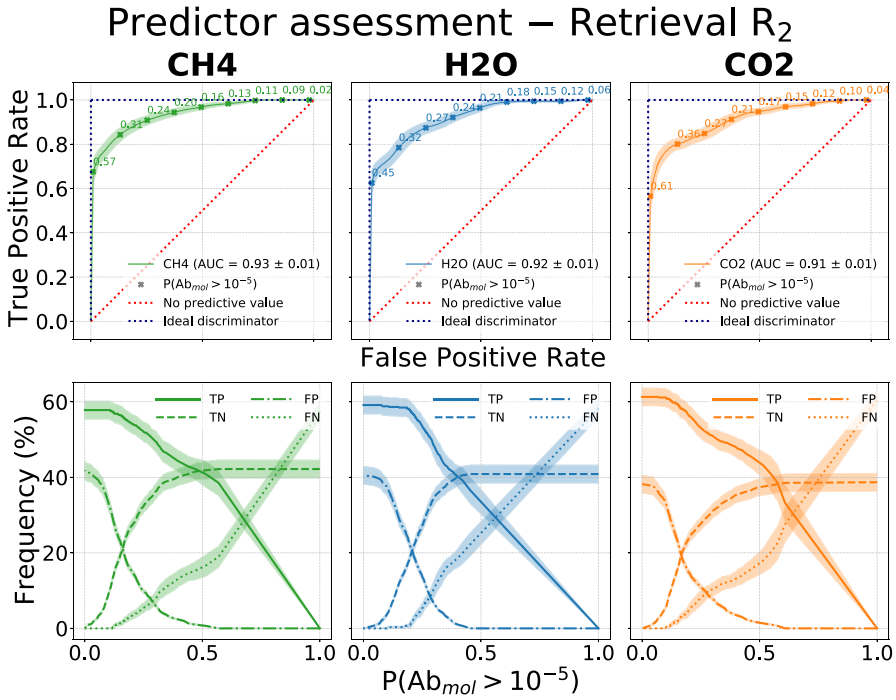 Predictor assessment − Retrieval R₂
CH4 H2O CO2
True Positive Rate
1.0
0.8
0.6
0.4
0.2
0.0
0.57 0.31 0.24 0.20 0.16 0.13 0.11 0.09 0.02
CH4 (AUC = 0.93 ± 0.01)
P(Ab_mol > 10⁻⁵)
No predictive value
Ideal discriminator
0.45 0.32 0.27 0.24 0.21 0.18 0.15 0.12 0.06
H2O (AUC = 0.92 ± 0.01)
P(Ab_mol > 10⁻⁵)
No predictive value
Ideal discriminator
0.61 0.36 0.27 0.21 0.17 0.15 0.12 0.10 0.04
CO2 (AUC = 0.91 ± 0.01)
P(Ab_mol > 10⁻⁵)
No predictive value
Ideal discriminator
False Positive Rate
Frequency (%)
60
40
20
0
TP FP
TN FN
TP FP
TN FN
TP FP
TN FN
0.0 0.5 1.0 0.0 0.5 1.0 0.0 0.5 1.0
P(Ab_mol > 10⁻⁵)